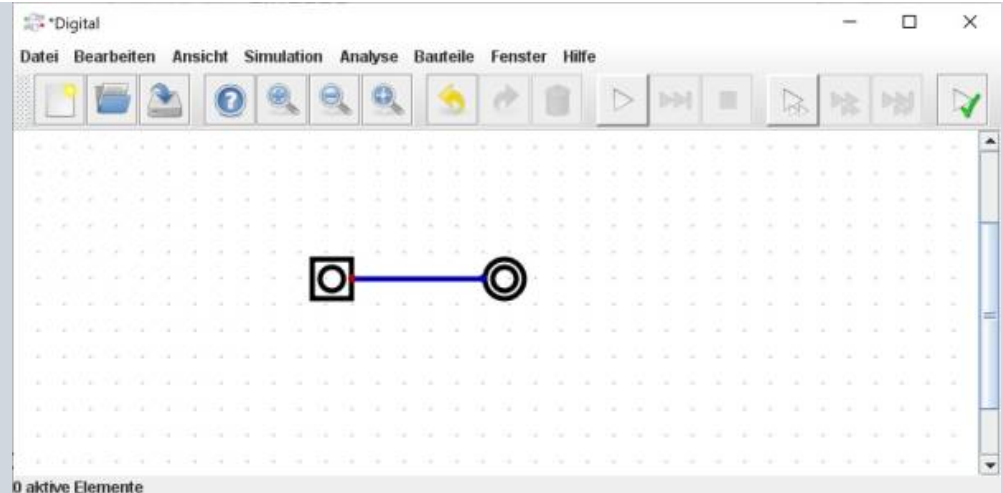 *Digital
Datei Bearbeiten Ansicht Simulation Analyse Bauteile Fenster Hilfe
0 aktive Elemente